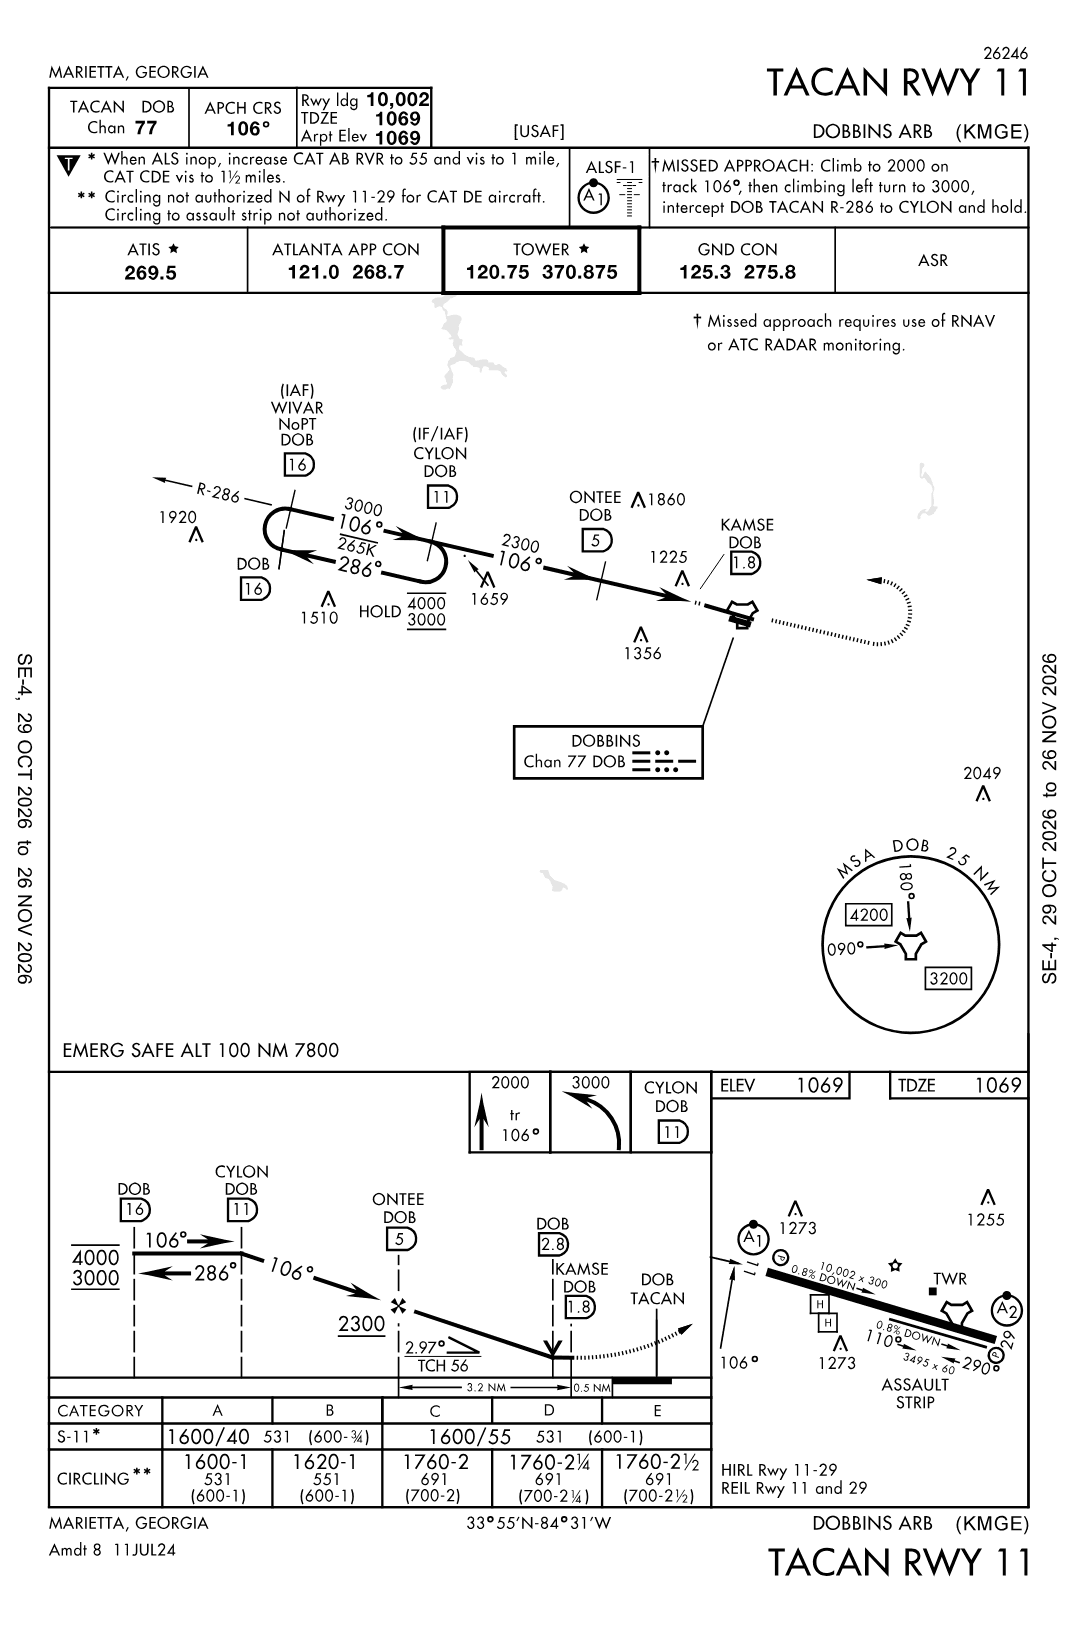 26246
MARIETTA, GEORGIA
TACAN RWY 11
TACAN DOB
Chan 77
APCH CRS
106°
Rwy ldg 10,002
TDZE 1069
Arpt Elev 1069
[USAF]
DOBBINS ARB (KMGE)
T
* When ALS inop, increase CAT AB RVR to 55 and vis to 1 mile,
CAT CDE vis to 1½ miles.
** Circling not authorized N of Rwy 11-29 for CAT DE aircraft.
Circling to assault strip not authorized.
ALSF-1
A1
†MISSED APPROACH: Climb to 2000 on
track 106°, then climbing left turn to 3000,
intercept DOB TACAN R-286 to CYLON and hold.
ATIS ★
269.5
ATLANTA APP CON
121.0 268.7
TOWER ★
120.75 370.875
GND CON
125.3 275.8
ASR
† Missed approach requires use of RNAV
or ATC RADAR monitoring.
(IAF)
WIVAR
NoPT
DOB
16
(IF/IAF)
CYLON
DOB
11
R-286
1920
3000
106°
265K
286°
DOB
16
1510
HOLD 4000
3000
1659
2300
106°
ONTEE
DOB
5
1860
1225
KAMSE
DOB
1.8
1356
DOBBINS
Chan 77 DOB
2049
MSA DOB 25 NM
180°
4200
090°
3200
EMERG SAFE ALT 100 NM 7800
SE-4, 29 OCT 2026 to 26 NOV 2026
SE-4, 29 OCT 2026 to 26 NOV 2026
2000
tr
106°
3000
CYLON
DOB
11
ELEV 1069
TDZE 1069
DOB
16
CYLON
DOB
11
4000
3000
106°
286°
106°
ONTEE
DOB
5
2300
DOB
2.8
KAMSE
DOB
1.8
DOB
TACAN
2.97°
TCH 56
3.2 NM
0.5 NM
1273
1255
A1
P
10,002 x 300
0.8% DOWN
TWR
A2
H
H
0.8% DOWN
110°
3495 x 60
290°
P
29
106°
1273
ASSAULT
STRIP
HIRL Rwy 11-29
REIL Rwy 11 and 29
CATEGORY A B C D E
S-11* 1600/40 531 (600-¾) 1600/55 531 (600-1)
CIRCLING** 1600-1 1620-1 1760-2 1760-2¼ 1760-2½
531 551 691 691 691
(600-1) (600-1) (700-2) (700-2¼) (700-2½)
MARIETTA, GEORGIA
33°55'N-84°31'W
DOBBINS ARB (KMGE)
Amdt 8 11JUL24
TACAN RWY 11